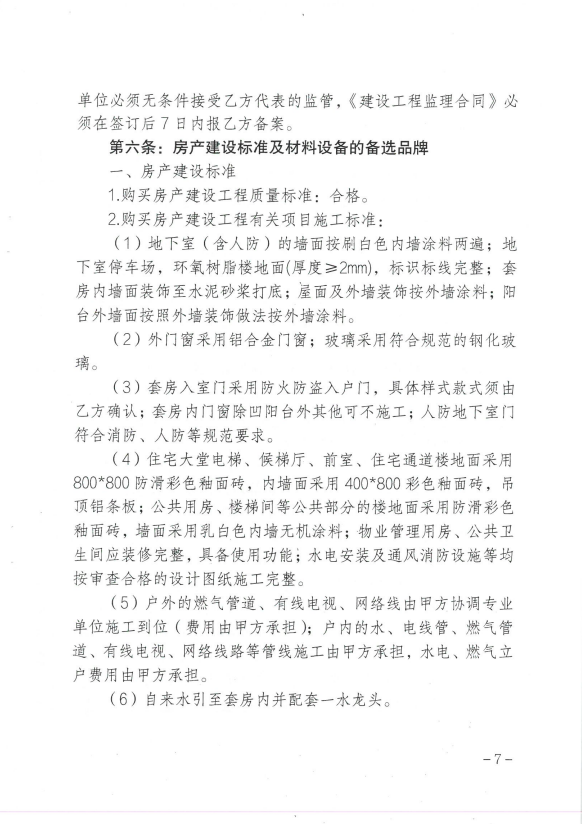 单位必须无条件接受乙方代表的监管，《建设工程监理合同》必
须在签订后7日内报乙方备案。
第六条：房产建设标准及材料设备的备选品牌
一、房产建设标准
1.购买房产建设工程质量标准：合格。
2.购买房产建设工程有关项目施工标准：
（1）地下室（含人防）的墙面按刷白色内墙涂料两遍；地
下室停车场，环氧树脂楼地面(厚度≥2mm)，标识标线完整；套
房内墙面装饰至水泥砂桨打底；屋面及外墙装饰按外墙涂料；阳
台外墙面按照外墙装饰做法按外墙涂料。
（2）外门窗采用铝合金门窗；玻璃采用符合规范的钢化玻
璃。
（3）套房入室门采用防火防盗入户门，具体样式款式须由
乙方确认；套房内门窗除凹阳台外其他可不施工；人防地下室门
符合消防、人防等规范要求。
（4）住宅大堂电梯、候梯厅、前室、住宅通道楼地面采用
800*800防滑彩色釉面砖，内墙面采用400*800彩色釉面砖，吊
顶铝条板；公共用房、楼梯间等公共部分的楼地面采用防滑彩色
釉面砖，墙面采用乳白色内墙无机涂料；物业管理用房、公共卫
生间应装修完整，具备使用功能；水电安装及通风消防设施等均
按审查合格的设计图纸施工完整。
（5）户外的燃气管道、有线电视、网络线由甲方协调专业
单位施工到位（费用由甲方承担）；户内的水、电线管、燃气管
道、有线电视、网络线路等管线施工由甲方承担，水电、燃气立
户费用由甲方承担。
（6）自来水引至套房内并配套一水龙头。
－7－